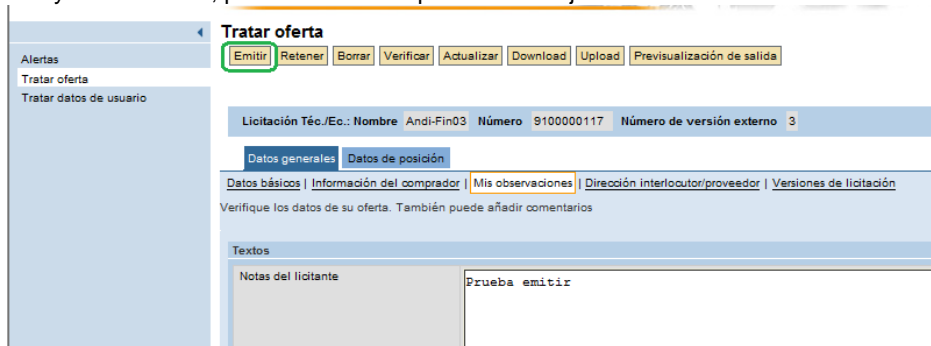 Tratar oferta
Alertas
Tratar oferta
Tratar datos de usuario
Emitir Retener Borrar Verificar Actualizar Download Upload Previsualización de salida
Licitación Téc./Ec.: Nombre Andi-Fin03 Número 9100000117 Número de versión externo 3
Datos generales Datos de posición
Datos básicos | Información del comprador | Mis observaciones | Dirección interlocutor/proveedor | Versiones de licitación
Verifique los datos de su oferta. También puede añadir comentarios
Textos
Notas del licitante
Prueba emitir